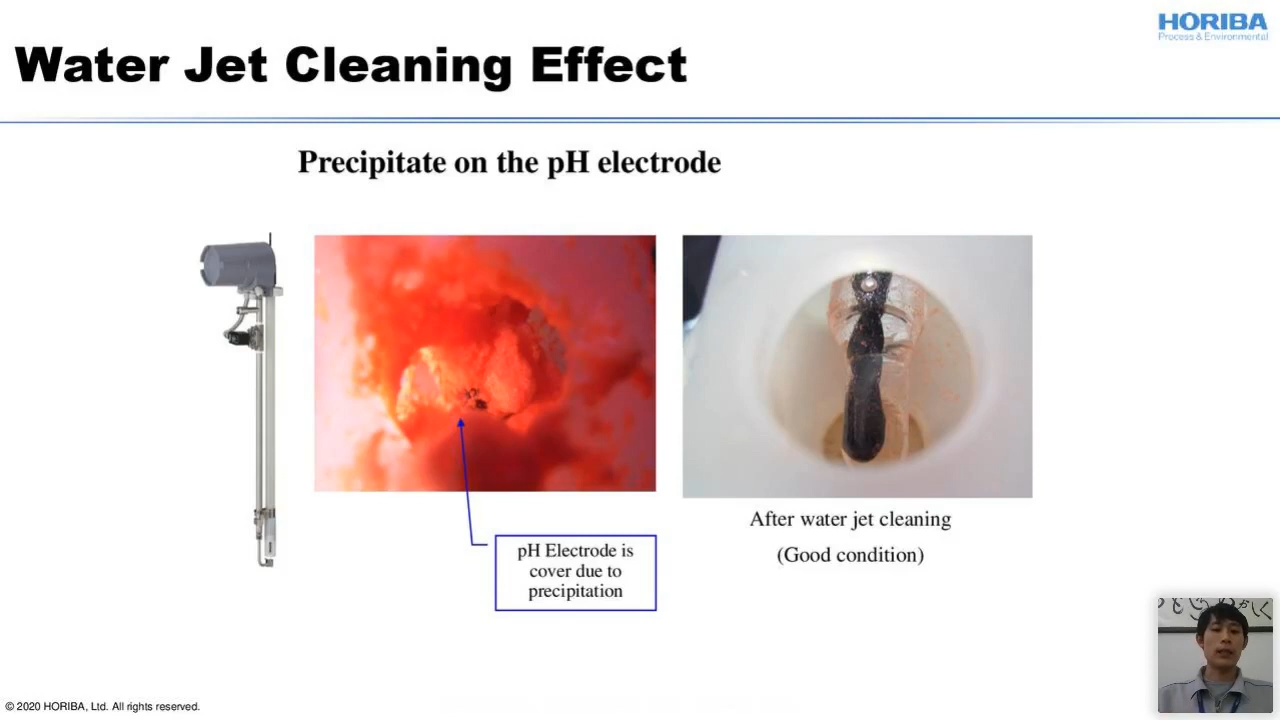 HORIBA
Process & Environmental
Water Jet Cleaning Effect
Precipitate on the pH electrode
After water jet cleaning
(Good condition)
pH Electrode is
cover due to
precipitation
© 2020 HORIBA, Ltd. All rights reserved.